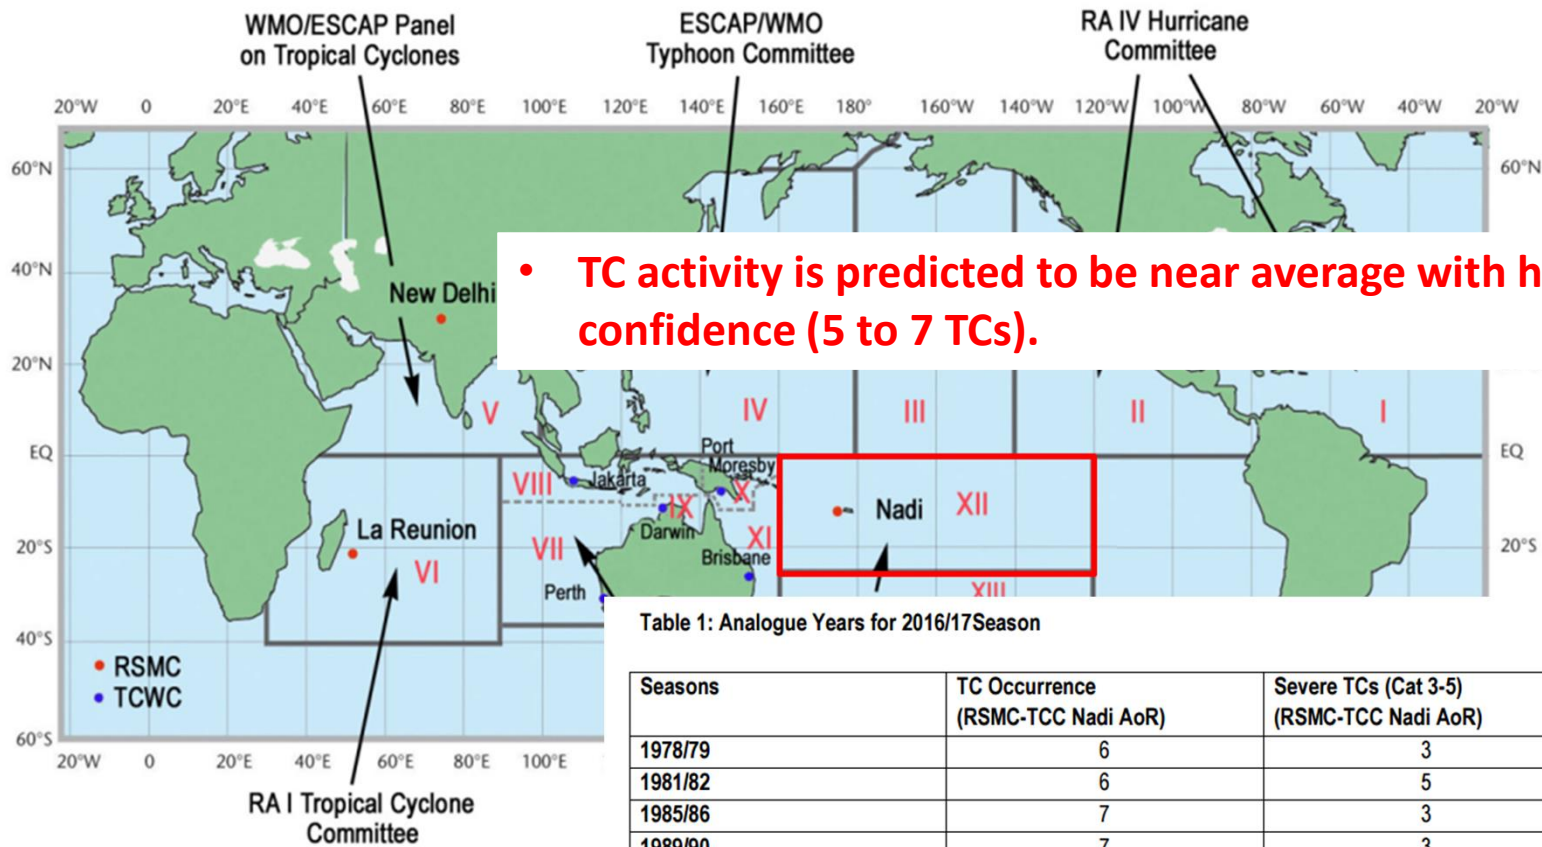 WMO/ESCAP Panel
on Tropical Cyclones
ESCAP/WMO
Typhoon Committee
RA IV Hurricane
Committee
20°W 0 20°E 40°E 60°E 80°E 100°E 120°E 140°E 160°E 180° 160°W 140°W 120°W 100°W 80°W 60°W 40°W 20°W
60°N 60°N
40°N
New Delhi
• TC activity is predicted to be near average with
confidence (5 to 7 TCs).
20°N
V IV III II I
EQ EQ
Port
Moresby
VIII Jakarta X
IX Nadi XII
La Reunion Darwin
20°S VI VII XI 20°S
Brisbane
Perth XIII
40°S
• RSMC
• TCWC
60°S
20°W 0 20°E 40°E 60°E 80°E 100°E
RA I Tropical Cyclone
Committee
Table 1: Analogue Years for 2016/17Season
Seasons TC Occurrence Severe TCs (Cat 3-5)
(RSMC-TCC Nadi AoR) (RSMC-TCC Nadi AoR)
1978/79 6 3
1981/82 6 5
1985/86 7 3
1989/90 7 3